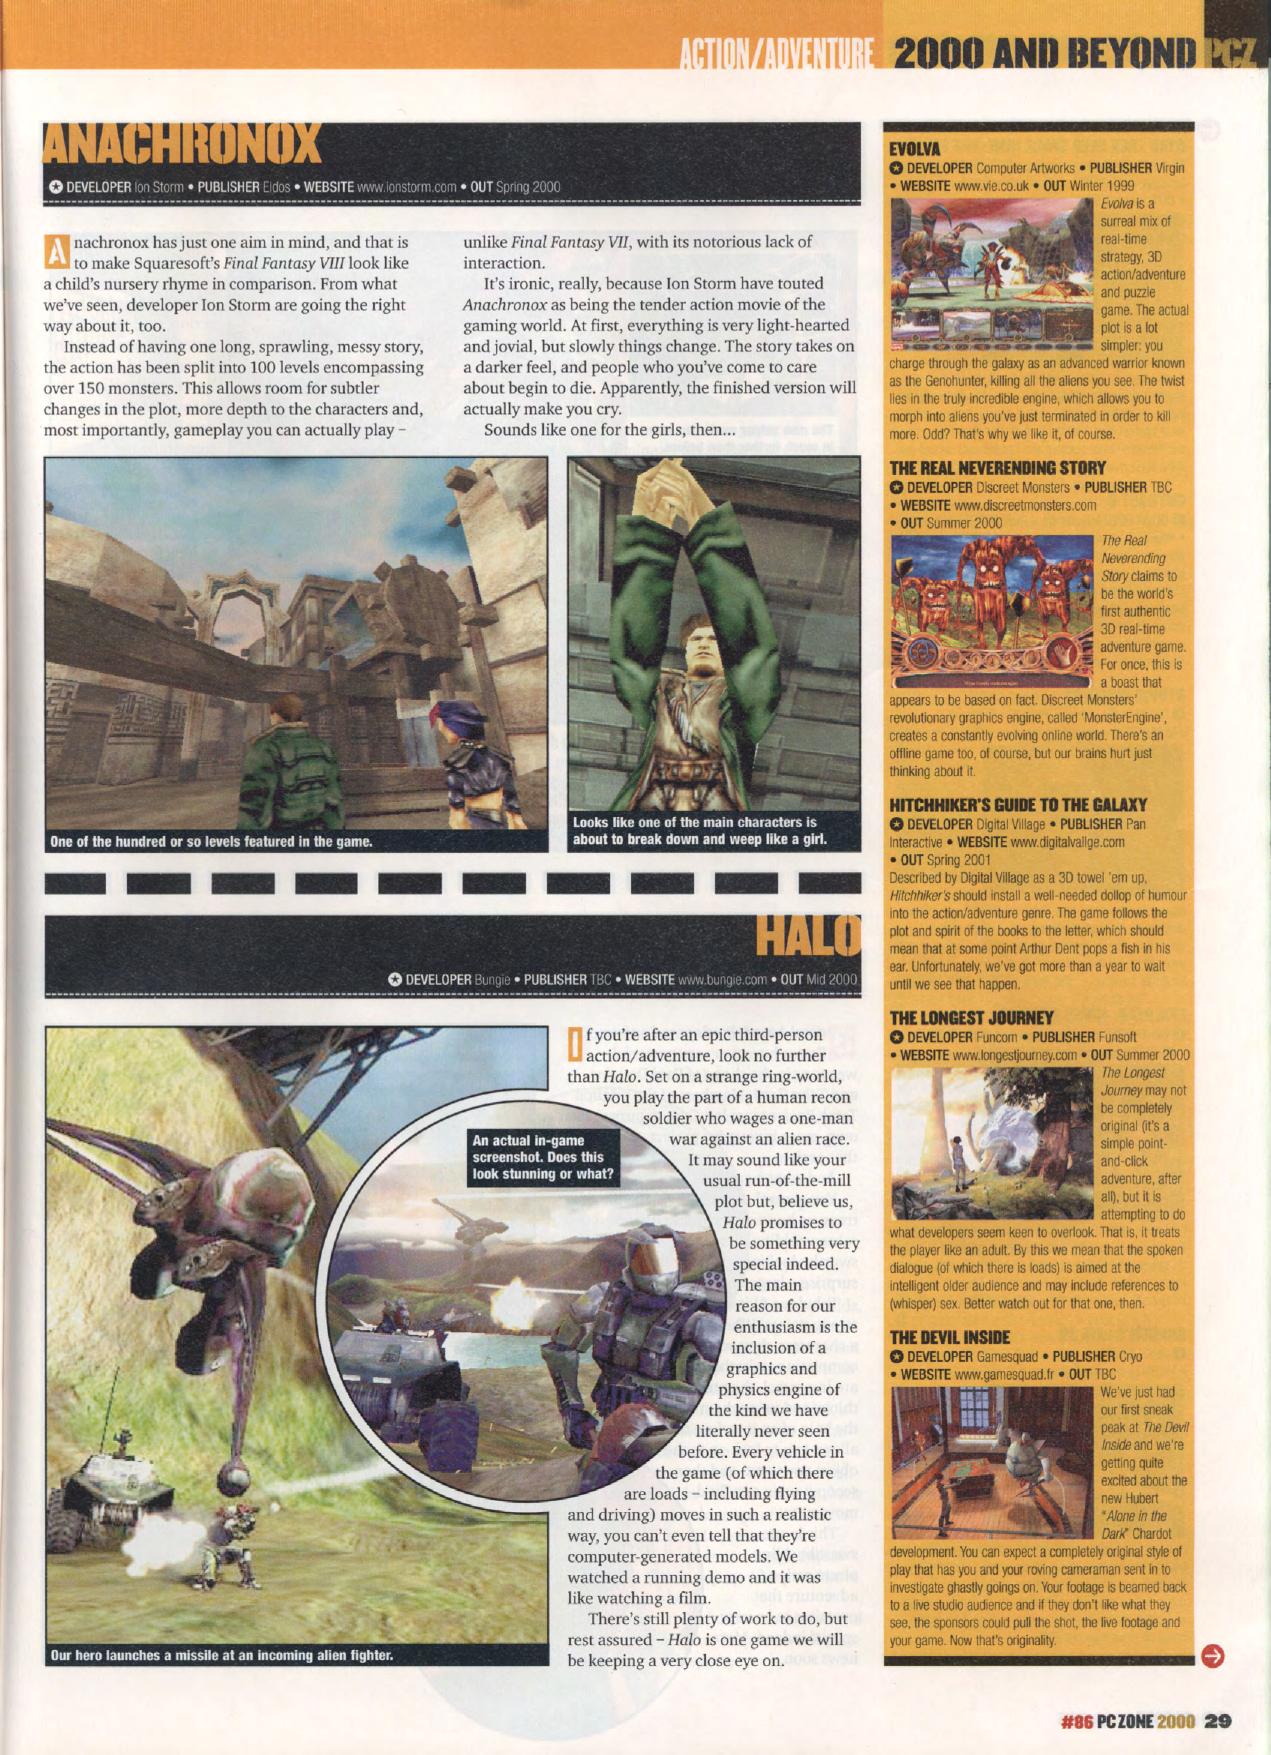 ACTION/ADVENTURE 2000 AND BEYOND PCZ
ANACHRONOX
DEVELOPER Ion Storm • PUBLISHER Eidos • WEBSITE www.ionstorm.com • OUT Spring 2000
Anachronox has just one aim in mind, and that is
to make Squaresoft's Final Fantasy VIII look like
a child's nursery rhyme in comparison. From what
we've seen, developer Ion Storm are going the right
way about it, too.
Instead of having one long, sprawling, messy story,
the action has been split into 100 levels encompassing
over 150 monsters. This allows room for subtler
changes in the plot, more depth to the characters and,
most importantly, gameplay you can actually play –
unlike Final Fantasy VII, with its notorious lack of
interaction.
It's ironic, really, because Ion Storm have touted
Anachronox as being the tender action movie of the
gaming world. At first, everything is very light-hearted
and jovial, but slowly things change. The story takes on
a darker feel, and people who you've come to care
about begin to die. Apparently, the finished version will
actually make you cry.
Sounds like one for the girls, then...
One of the hundred or so levels featured in the game.
Looks like one of the main characters is
about to break down and weep like a girl.
HALO
DEVELOPER Bungie • PUBLISHER TBC • WEBSITE www.bungie.com • OUT Mid 2000
If you're after an epic third-person
action/adventure, look no further
than Halo. Set on a strange ring-world,
you play the part of a human recon
soldier who wages a one-man
war against an alien race.
It may sound like your
usual run-of-the-mill
plot but, believe us,
Halo promises to
be something very
special indeed.
The main
reason for our
enthusiasm is the
inclusion of a
graphics and
physics engine of
the kind we have
literally never seen
before. Every vehicle in
the game (of which there
are loads – including flying
and driving) moves in such a realistic
way, you can't even tell that they're
computer-generated models. We
watched a running demo and it was
like watching a film.
There's still plenty of work to do, but
rest assured – Halo is one game we will
be keeping a very close eye on.
An actual in-game
screenshot. Does this
look stunning or what?
Our hero launches a missile at an incoming alien fighter.
EVOLVA
DEVELOPER Computer Artworks • PUBLISHER Virgin
• WEBSITE www.vie.co.uk • OUT Winter 1999
Evolva is a
surreal mix of
real-time
strategy, 3D
action/adventure
and puzzle
game. The actual
plot is a lot
simpler: you
charge through the galaxy as an advanced warrior known
as the Genohunter, killing all the aliens you see. The twist
lies in the truly incredible engine, which allows you to
morph into aliens you've just terminated in order to kill
more. Odd? That's why we like it, of course.
THE REAL NEVERENDING STORY
DEVELOPER Discreet Monsters • PUBLISHER TBC
• WEBSITE www.discreetmonsters.com
• OUT Summer 2000
The Real
Neverending
Story claims to
be the world's
first authentic
3D real-time
adventure game.
For once, this is
a boast that
appears to be based on fact. Discreet Monsters'
revolutionary graphics engine, called 'MonsterEngine',
creates a constantly evolving online world. There's an
offline game too, of course, but our brains hurt just
thinking about it.
HITCHHIKER'S GUIDE TO THE GALAXY
DEVELOPER Digital Village • PUBLISHER Pan
Interactive • WEBSITE www.digitalvallge.com
• OUT Spring 2001
Described by Digital Village as a 3D towel 'em up,
Hitchhiker's should install a well-needed dollop of humour
into the action/adventure genre. The game follows the
plot and spirit of the books to the letter, which should
mean that at some point Arthur Dent pops a fish in his
ear. Unfortunately, we've got more than a year to wait
until we see that happen.
THE LONGEST JOURNEY
DEVELOPER Funcom • PUBLISHER Funsoft
• WEBSITE www.longestjourney.com • OUT Summer 2000
The Longest
Journey may not
be completely
original (it's a
simple point-
and-click
adventure, after
all), but it is
attempting to do
what developers seem keen to overlook. That is, it treats
the player like an adult. By this we mean that the spoken
dialogue (of which there is loads) is aimed at the
intelligent older audience and may include references to
(whisper) sex. Better watch out for that one, then.
THE DEVIL INSIDE
DEVELOPER Gamesquad • PUBLISHER Cryo
• WEBSITE www.gamesquad.fr • OUT TBC
We've just had
our first sneak
peak at The Devil
Inside and we're
getting quite
excited about the
new Hubert
"Alone in the
Dark" Chardot
development. You can expect a completely original style of
play that has you and your roving cameraman sent in to
investigate ghastly goings on. Your footage is beamed back
to a live studio audience and if they don't like what they
see, the sponsors could pull the shot, the live footage and
your game. Now that's originality.
#86 PC ZONE 2000 29